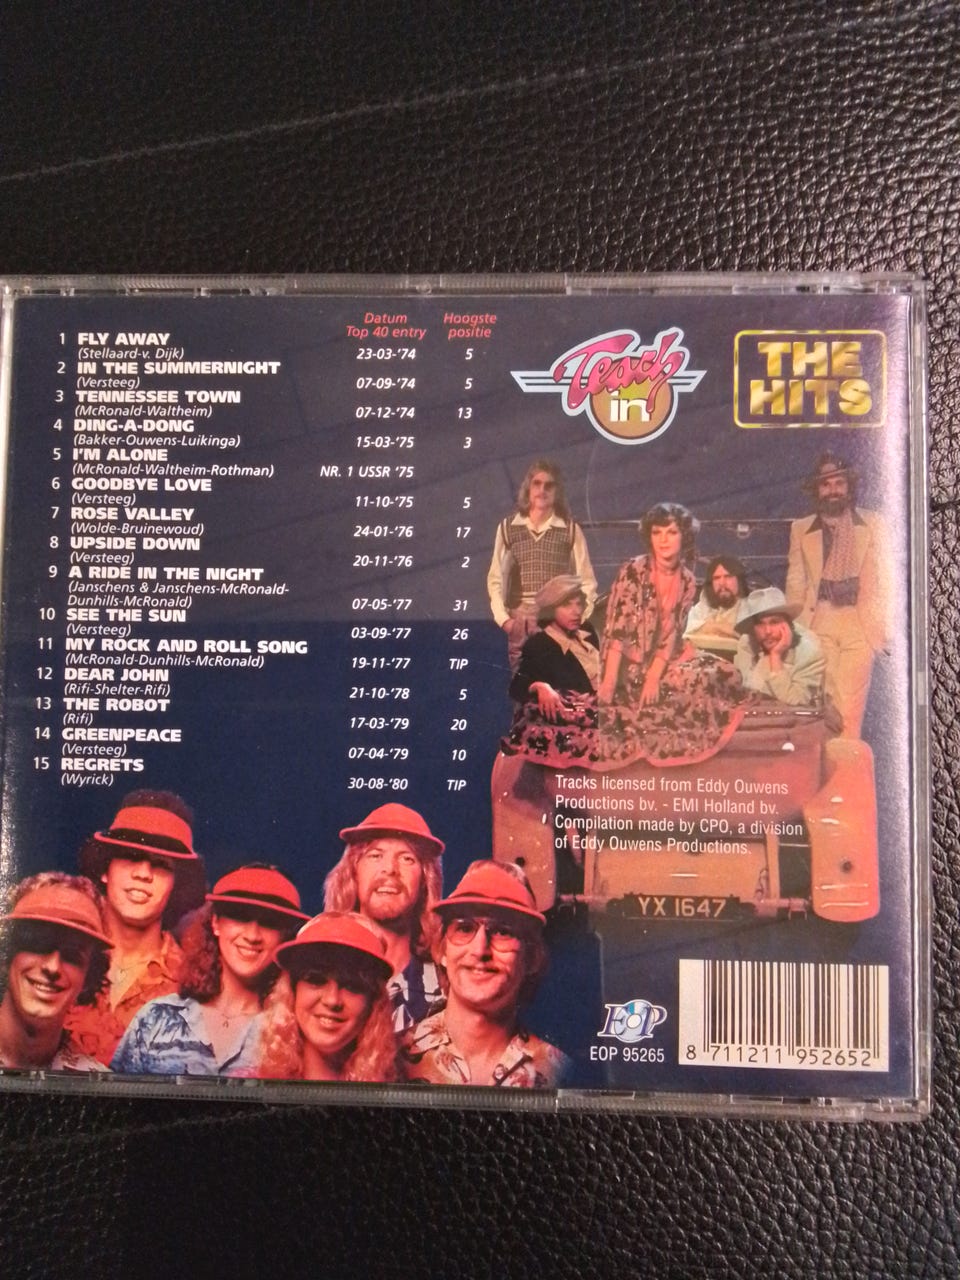 Datum Hoogste
Top 40 entry positie
1 FLY AWAY
(Stellaard-v. Dijk) 23-03-'74 5
2 IN THE SUMMERNIGHT
(Versteeg) 07-09-'74 5
3 TENNESSEE TOWN
(McRonald-Waltheim) 07-12-'74 13
4 DING-A-DONG
(Bakker-Ouwens-Luikinga) 15-03-'75 3
5 I'M ALONE
(McRonald-Waltheim-Rothman) NR. 1 USSR '75
6 GOODBYE LOVE
(Versteeg) 11-10-'75 5
7 ROSE VALLEY
(Wolde-Bruinewoud) 24-01-'76 17
8 UPSIDE DOWN
(Versteeg) 20-11-'76 2
9 A RIDE IN THE NIGHT
(Janschens & Janschens-McRonald-
Dunhills-McRonald) 07-05-'77 31
10 SEE THE SUN
(Versteeg) 03-09-'77 26
11 MY ROCK AND ROLL SONG
(McRonald-Dunhills-McRonald) 19-11-'77 TIP
12 DEAR JOHN
(Rifi-Shelter-Rifi) 21-10-'78 5
13 THE ROBOT
(Rifi) 17-03-'79 20
14 GREENPEACE
(Versteeg) 07-04-'79 10
15 REGRETS
(Wyrick) 30-08-'80 TIP
Teach
in
THE
HITS
Tracks licensed from Eddy Ouwens
Productions bv. - EMI Holland bv.
Compilation made by CPO, a division
of Eddy Ouwens Productions.
YX 1647
EOP
EOP 95265
8 711211 952652